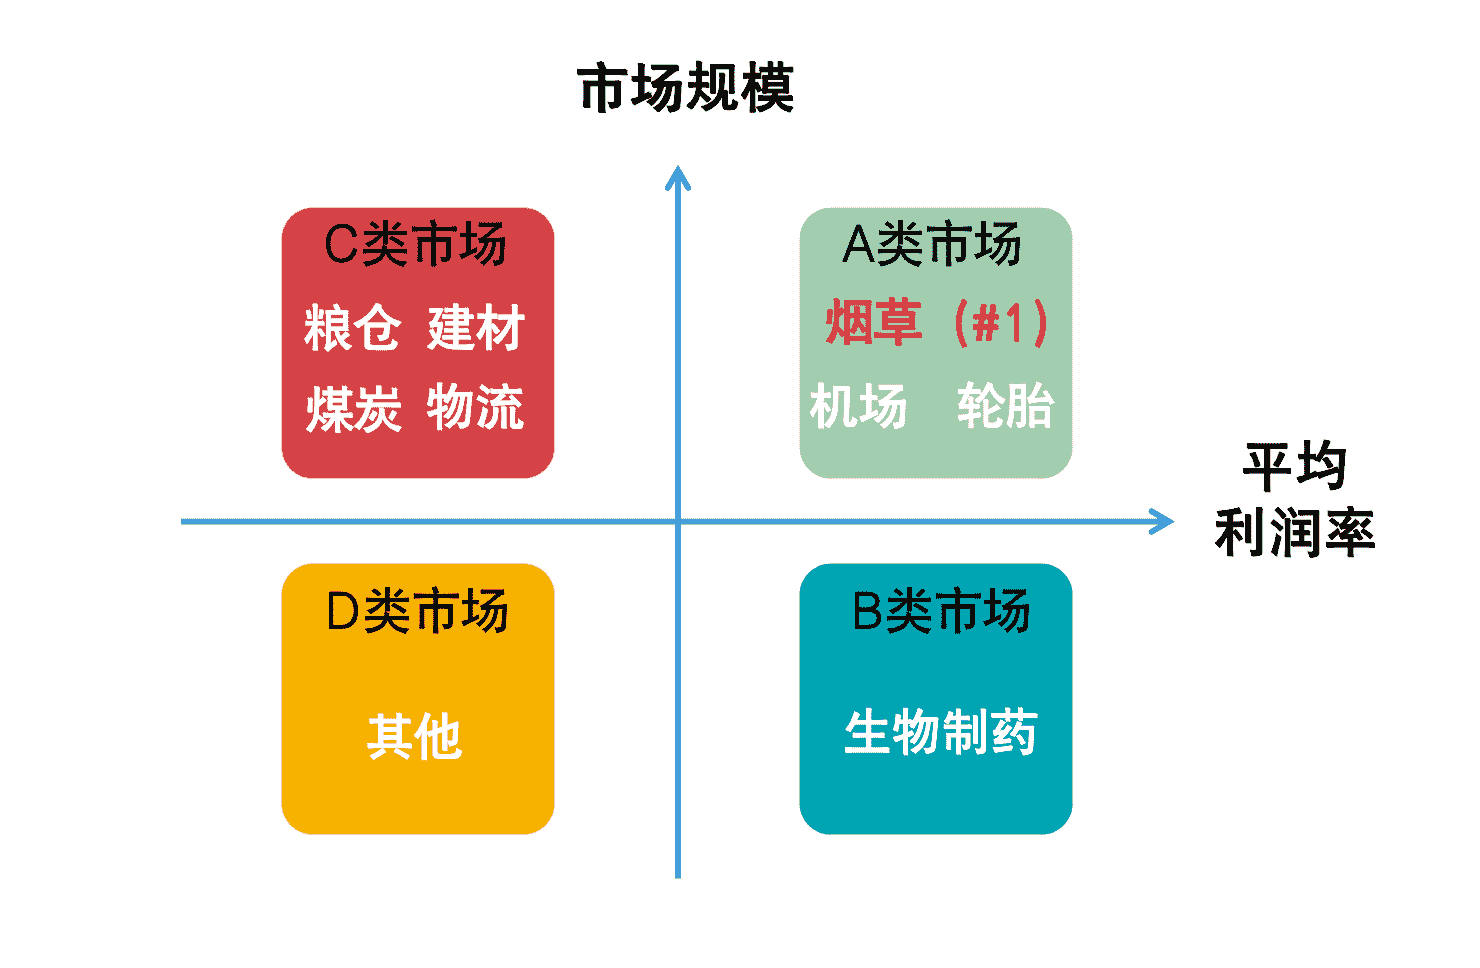 市场规模
C类市场
粮仓 建材
煤炭 物流
A类市场
烟草 (#1)
机场 轮胎
平均
利润率
D类市场
其他
B类市场
生物制药